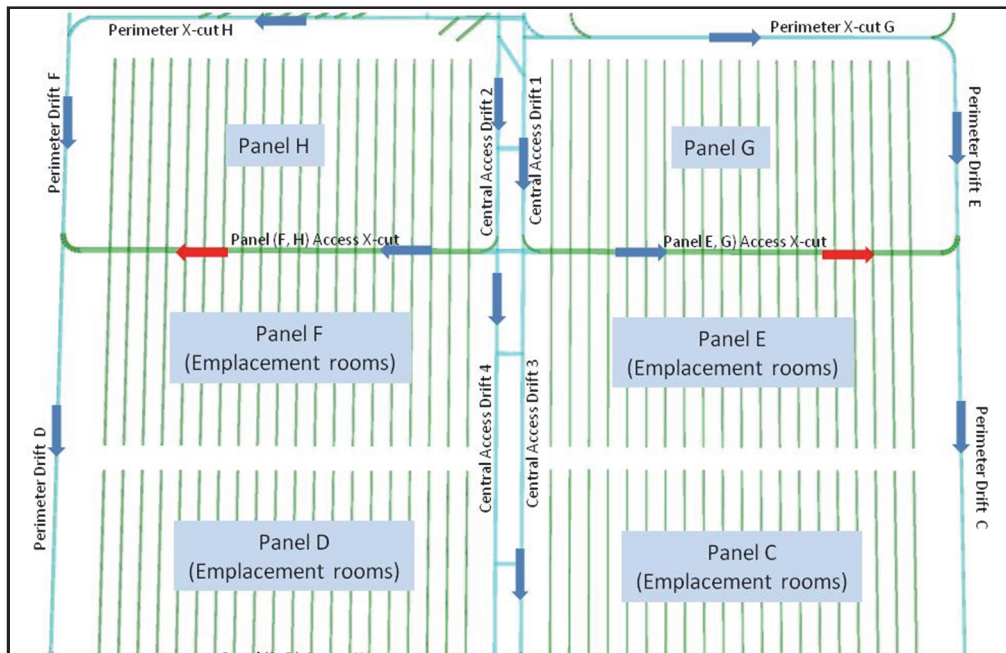 Perimeter X-cut H
Perimeter X-cut G
Perimeter Drift F
Central Access Drift 2
Central Access Drift 1
Perimeter Drift E
Panel H
Panel G
Panel (F, H) Access X-cut
Panel E, G) Access X-cut
Panel F
(Emplacement rooms)
Panel E
(Emplacement rooms)
Perimeter Drift D
Central Access Drift 4
Central Access Drift 3
Perimeter Drift C
Panel D
(Emplacement rooms)
Panel C
(Emplacement rooms)